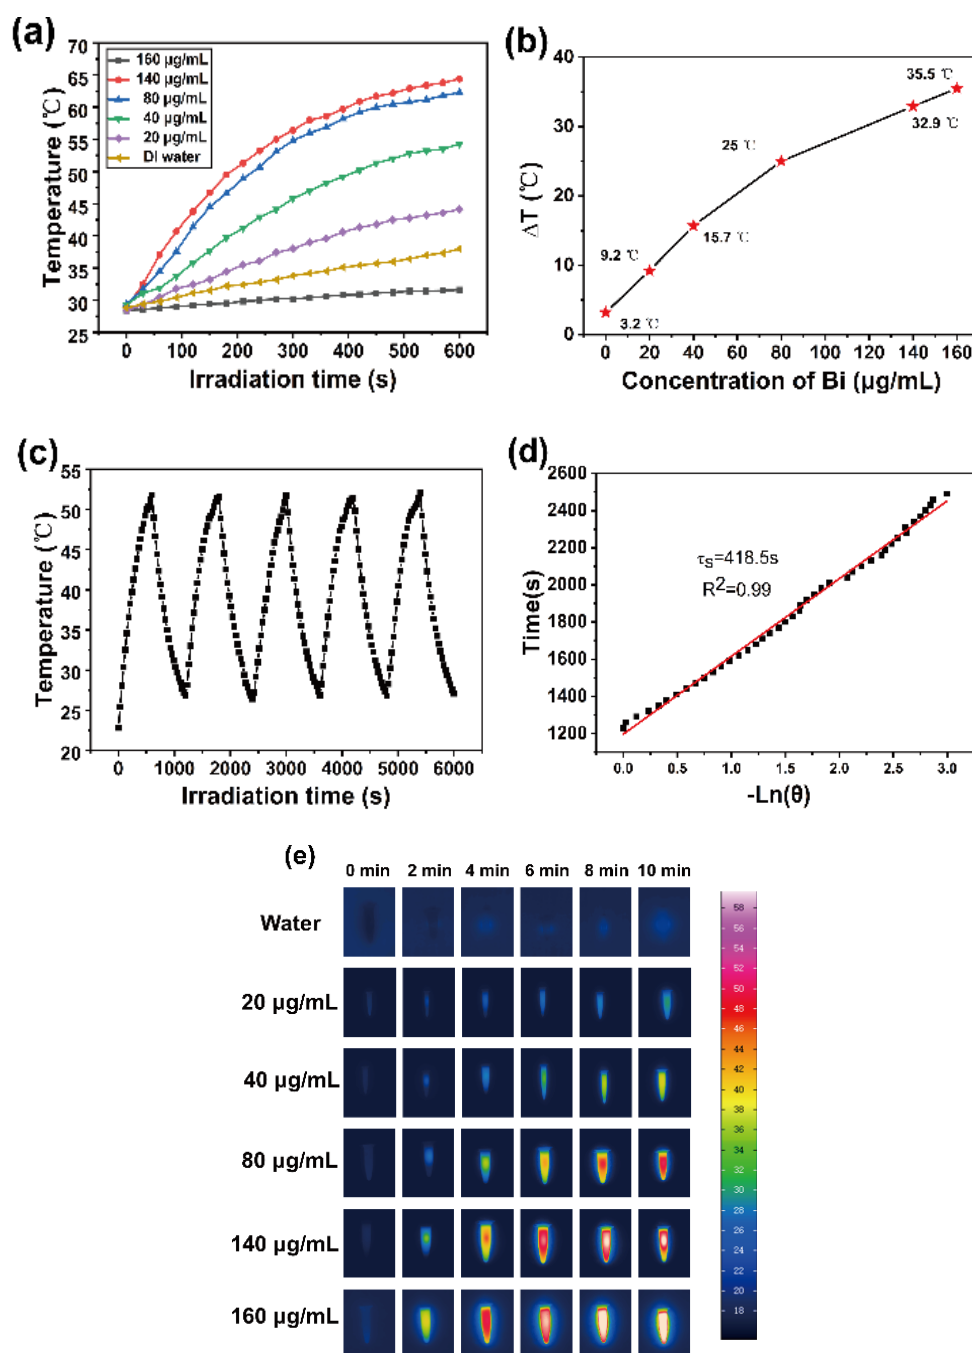 (a)
70
65
60
55
50
45
40
35
30
25
Temperature (℃)
160 μg/mL
140 μg/mL
80 μg/mL
40 μg/mL
20 μg/mL
DI water
0 100 200 300 400 500 600
Irradiation time (s)
(b)
40
30
20
10
0
ΔT (℃)
3.2 ℃
9.2 ℃
15.7 ℃
25 ℃
32.9 ℃
35.5 ℃
0 20 40 60 80 100 120 140 160
Concentration of Bi (μg/mL)
(c)
55
50
45
40
35
30
25
20
Temperature (℃)
0 1000 2000 3000 4000 5000 6000
Irradiation time (s)
(d)
2600
2400
2200
2000
1800
1600
1400
1200
Time(s)
τs=418.5s
R²=0.99
0.0 0.5 1.0 1.5 2.0 2.5 3.0
-Ln(θ)
(e)
0 min 2 min 4 min 6 min 8 min 10 min
Water
20 μg/mL
40 μg/mL
80 μg/mL
140 μg/mL
160 μg/mL
58
56
54
52
50
48
46
44
42
40
38
36
34
32
30
28
26
24
22
20
18